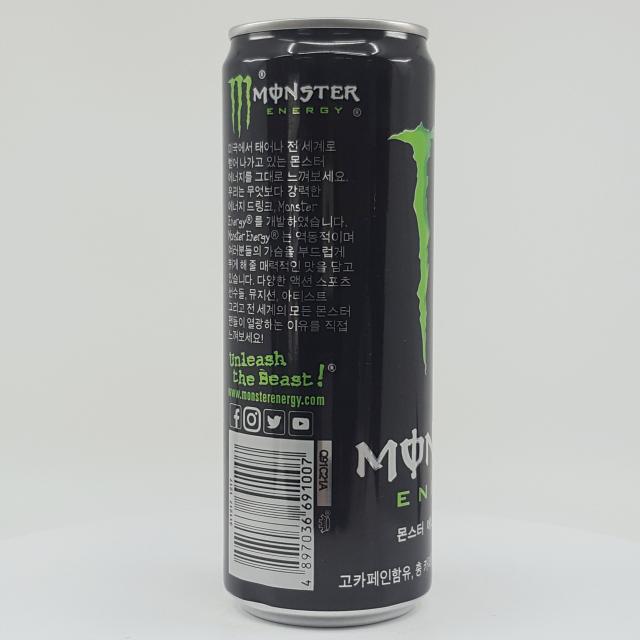 MONSTER
ENERGY
미국에서 태어나 전 세계로
뻗어 나가고 있는 몬스터
에너지를 그대로 느껴보세요.
우리는 무엇보다 강력한
에너지 드링크, Monster
Energy® 를 개발하였습니다.
Monster Energy® 는 역동적이며
여러분들의 가슴을 부드럽게
해 줄 매력적인 맛을 담고
있습니다. 다양한 액션 스포츠
선수들, 뮤지션, 아티스트
그리고 전 세계의 모든 몬스터
팬들이 열광하는 이유를 직접
느껴보세요!
Unleash
the Beast!®
www.monsterenergy.com
4 897036 691007
MON
EN
몬스터 에
고카페인함유, 총 카